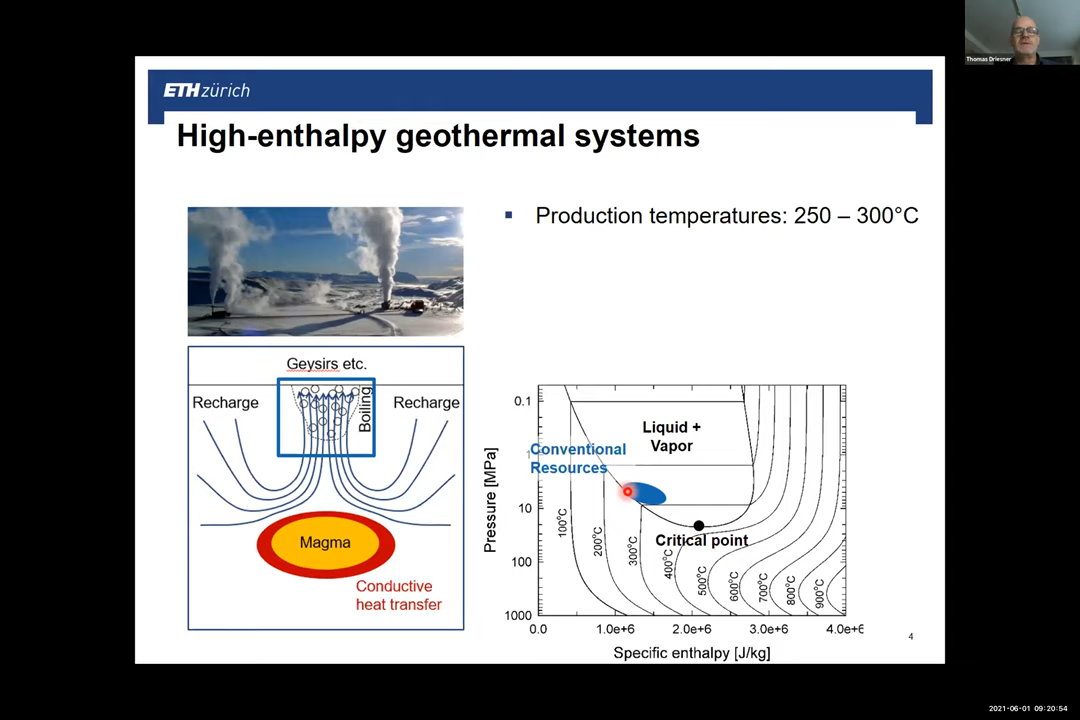 Thomas Driesner
ETH zürich
High-enthalpy geothermal systems
▪ Production temperatures: 250 – 300°C
Geysirs etc.
Recharge
Boiling
Recharge
Magma
Conductive
heat transfer
Pressure [MPa]
0.1
1
10
100
1000
Liquid +
Vapor
Conventional
Resources
Critical point
100°C
200°C
300°C
400°C
500°C
600°C
700°C
800°C
900°C
0.0
1.0e+6
2.0e+6
3.0e+6
4.0e+6
Specific enthalpy [J/kg]
4
2021-06-01 09:20:54